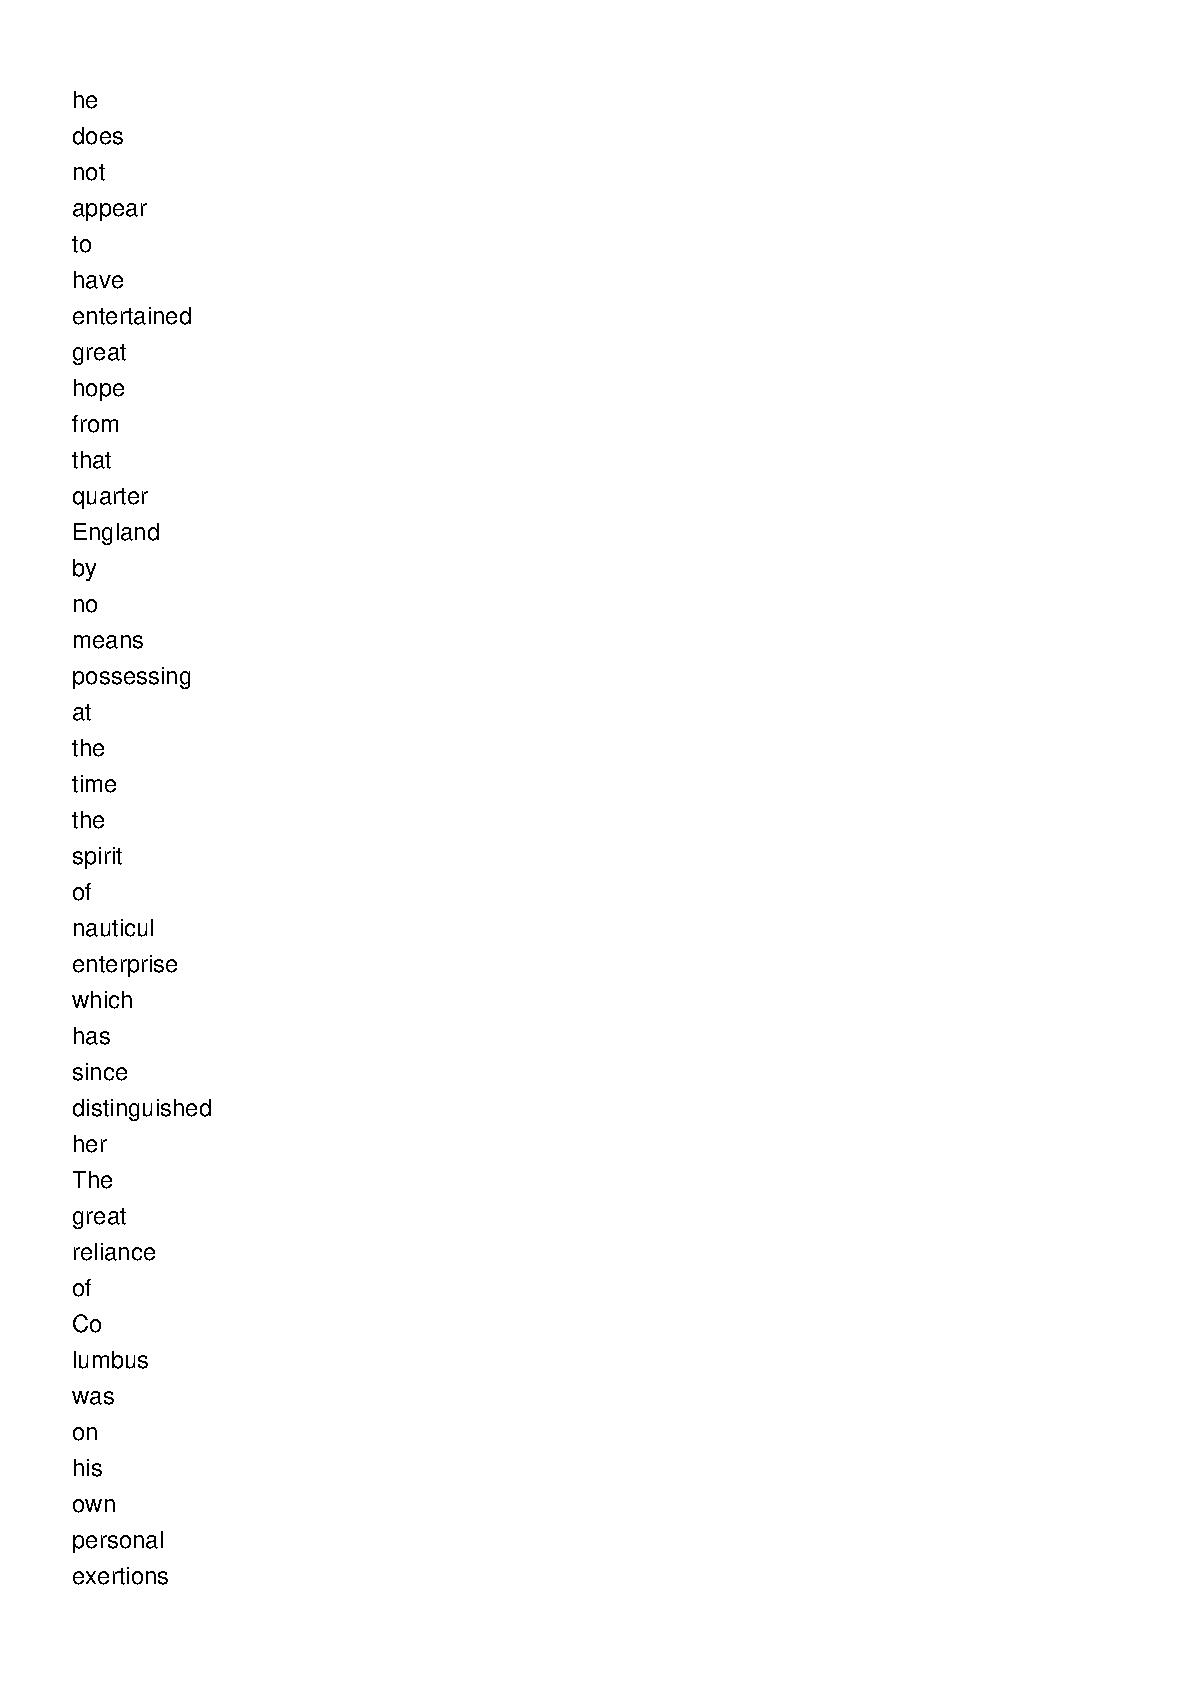 he
does
not
appear
to
have
entertained
great
hope
from
that
quarter
England
by
no
means
possessing
at
the
time
the
spirit
of
nauticul
enterprise
which
has
since
distinguished
her
The
great
reliance
of
Co
lumbus
was
on
his
own
personal
exertions